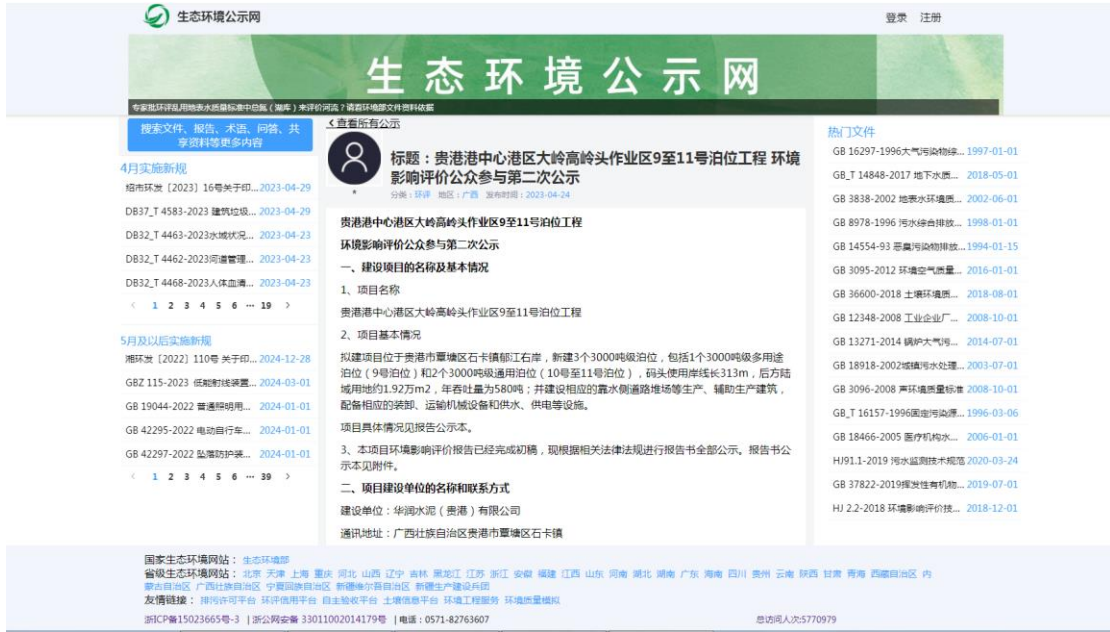 生态环境公示网
登录 注册
生态环境公示网
专家批环评乱用地表水质量标准中总氮(湖库)来评价河流?请看环境部文件资料依据
搜索文件、报告、术语、问答、共
享资料等更多内容
4月实施新规
绍市环发〔2023〕16号关于印... 2023-04-29
DB37_T 4583-2023 建筑垃圾... 2023-04-29
DB32_T 4463-2023水域状况... 2023-04-23
DB32_T 4462-2023河道管理... 2023-04-23
DB32_T 4468-2023人体血清... 2023-04-23
< 1 2 3 4 5 6 ··· 19 >
5月及以后实施新规
湘环发〔2022〕110号 关于印... 2024-12-28
GBZ 115-2023 低能射线装置... 2024-03-01
GB 19044-2022 普通照明用... 2024-01-01
GB 42295-2022 电动自行车... 2024-01-01
GB 42297-2022 坠落防护装... 2024-01-01
< 1 2 3 4 5 6 ··· 39 >
<查看所有公示
标题:贵港港中心港区大岭高岭头作业区9至11号泊位工程 环境
影响评价公众参与第二次公示
*
分类:环评 地区:广西 发布时间:2023-04-24
贵港港中心港区大岭高岭头作业区9至11号泊位工程
环境影响评价公众参与第二次公示
一、建设项目的名称及基本情况
1、项目名称
贵港港中心港区大岭高岭头作业区9至11号泊位工程
2、项目基本情况
拟建项目位于贵港市覃塘区石卡镇郁江右岸,新建3个3000吨级泊位,包括1个3000吨级多用途
泊位(9号泊位)和2个3000吨级通用泊位(10号至11号泊位),码头使用岸线长313m,后方陆
域用地约1.92万m2,年吞吐量为580吨;并建设相应的靠水侧道路堆场等生产、辅助生产建筑,
配备相应的装卸、运输机械设备和供水、供电等设施。
项目具体情况见报告公示本。
3、本项目环境影响评价报告已经完成初稿,现根据相关法律法规进行报告书全部公示。报告书公
示本见附件。
二、项目建设单位的名称和联系方式
建设单位:华润水泥(贵港)有限公司
通讯地址:广西壮族自治区贵港市覃塘区石卡镇
热门文件
GB 16297-1996大气污染物综... 1997-01-01
GB_T 14848-2017 地下水质... 2018-05-01
GB 3838-2002 地表水环境质... 2002-06-01
GB 8978-1996 污水综合排放... 1998-01-01
GB 14554-93 恶臭污染物排放... 1994-01-15
GB 3095-2012 环境空气质量... 2016-01-01
GB 36600-2018 土壤环境质... 2018-08-01
GB 12348-2008 工业企业厂... 2008-10-01
GB 13271-2014 锅炉大气污... 2014-07-01
GB 18918-2002城镇污水处理... 2003-07-01
GB 3096-2008 声环境质量标准 2008-10-01
GB_T 16157-1996固定污染源... 1996-03-06
GB 18466-2005 医疗机构水... 2006-01-01
HJ91.1-2019 污水监测技术规范 2020-03-24
GB 37822-2019挥发性有机物... 2019-07-01
HJ 2.2-2018 环境影响评价技... 2018-12-01
国家生态环境网站: 生态环境部
省级生态环境网站: 北京 天津 上海 重庆 河北 山西 辽宁 吉林 黑龙江 江苏 浙江 安徽 福建 江西 山东 河南 湖北 湖南 广东 海南 四川 贵州 云南 陕西 甘肃 青海 西藏自治区 内
蒙古自治区 广西壮族自治区 宁夏回族自治区 新疆维尔吾自治区 新疆生产建设兵团
友情链接: 排污许可平台 环评信用平台 自主验收平台 土壤信息平台 环境工程服务 环境质量模拟
浙ICP备15023665号-3 |浙公网安备 33011002014179号 |电话:0571-82763607
总访问人次:5770979